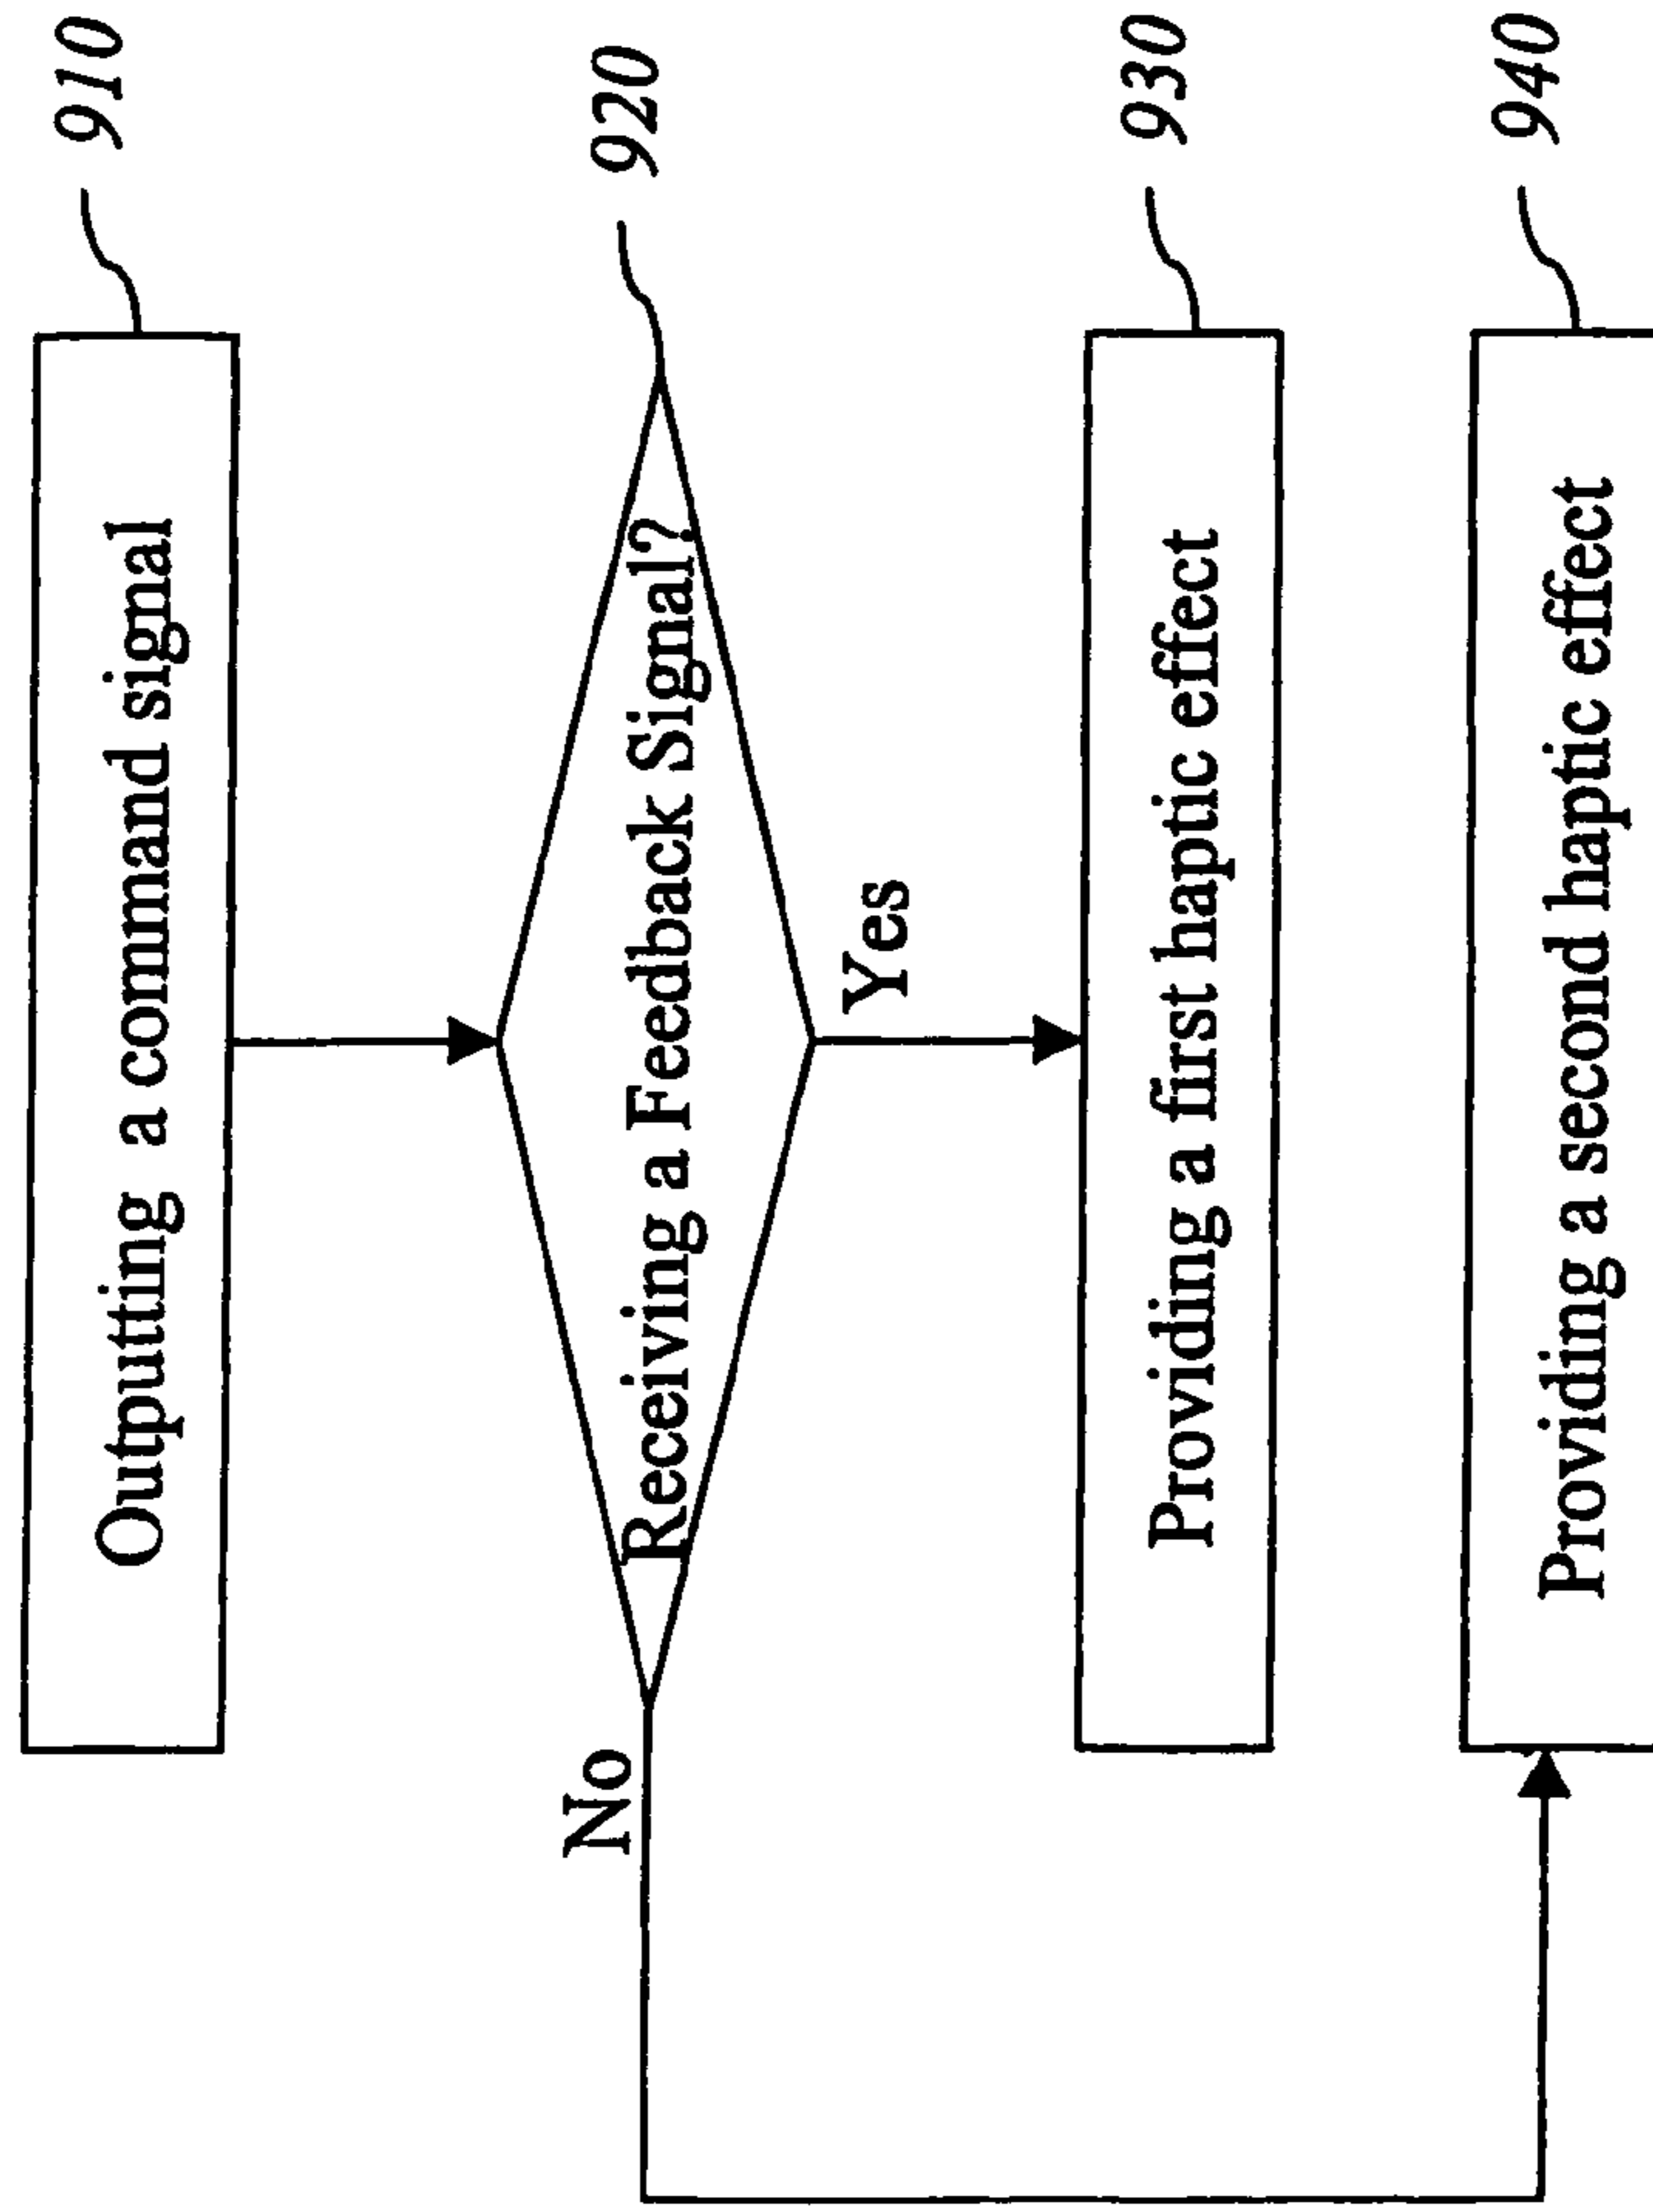 Outputting a command signal
910
Receiving a Feedback Signal?
920
No
Yes
Providing a first haptic effect
930
Providing a second haptic effect
940